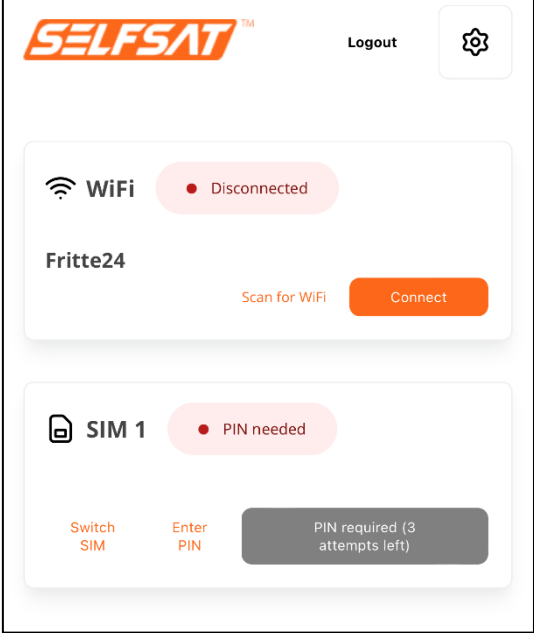 SELFSAT™
Logout
WiFi
Disconnected
Fritte24
Scan for WiFi
Connect
SIM 1
PIN needed
Switch
SIM
Enter
PIN
PIN required (3
attempts left)